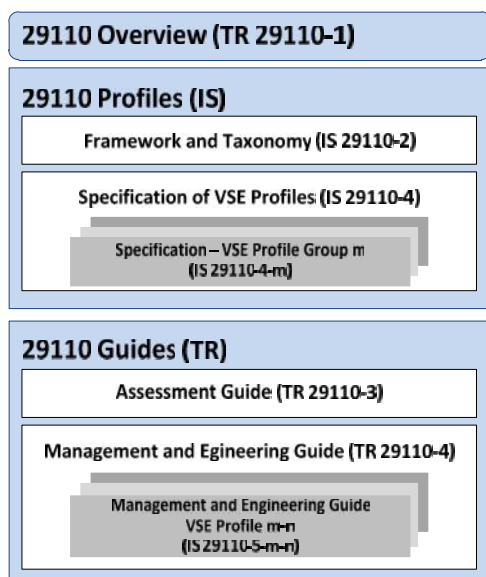 29110 Overview (TR 29110-1)
29110 Profiles (IS)
Framework and Taxonomy (IS 29110-2)
Specification of VSE Profiles (IS 29110-4)
Specification – VSE Profile Group m
(IS 29110-4-m)
29110 Guides (TR)
Assessment Guide (TR 29110-3)
Management and Egineering Guide (TR 29110-4)
Management and Engineering Guide
VSE Profile m-n
(IS 29110-5-m-n)